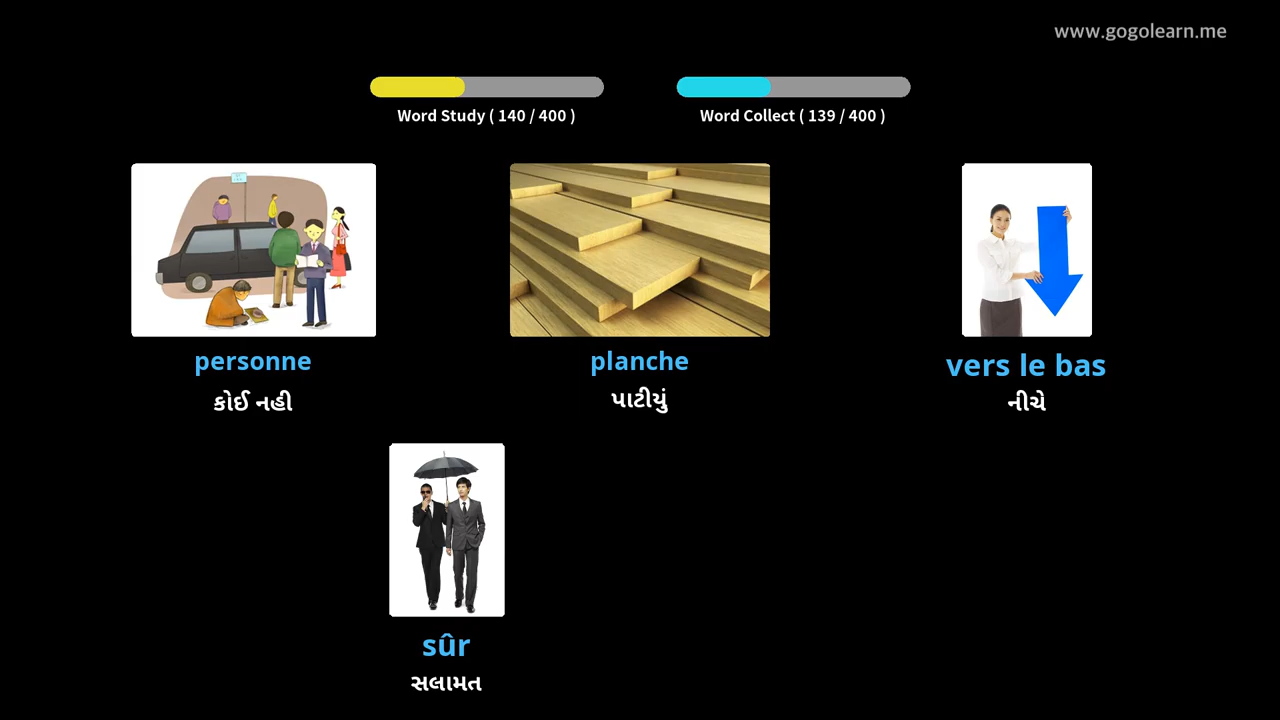 www.gogolearn.me
Word Study ( 140 / 400 )
Word Collect ( 139 / 400 )
personne
કોઈ નહી
planche
પાટીયું
vers le bas
નીચે
sûr
સલામત